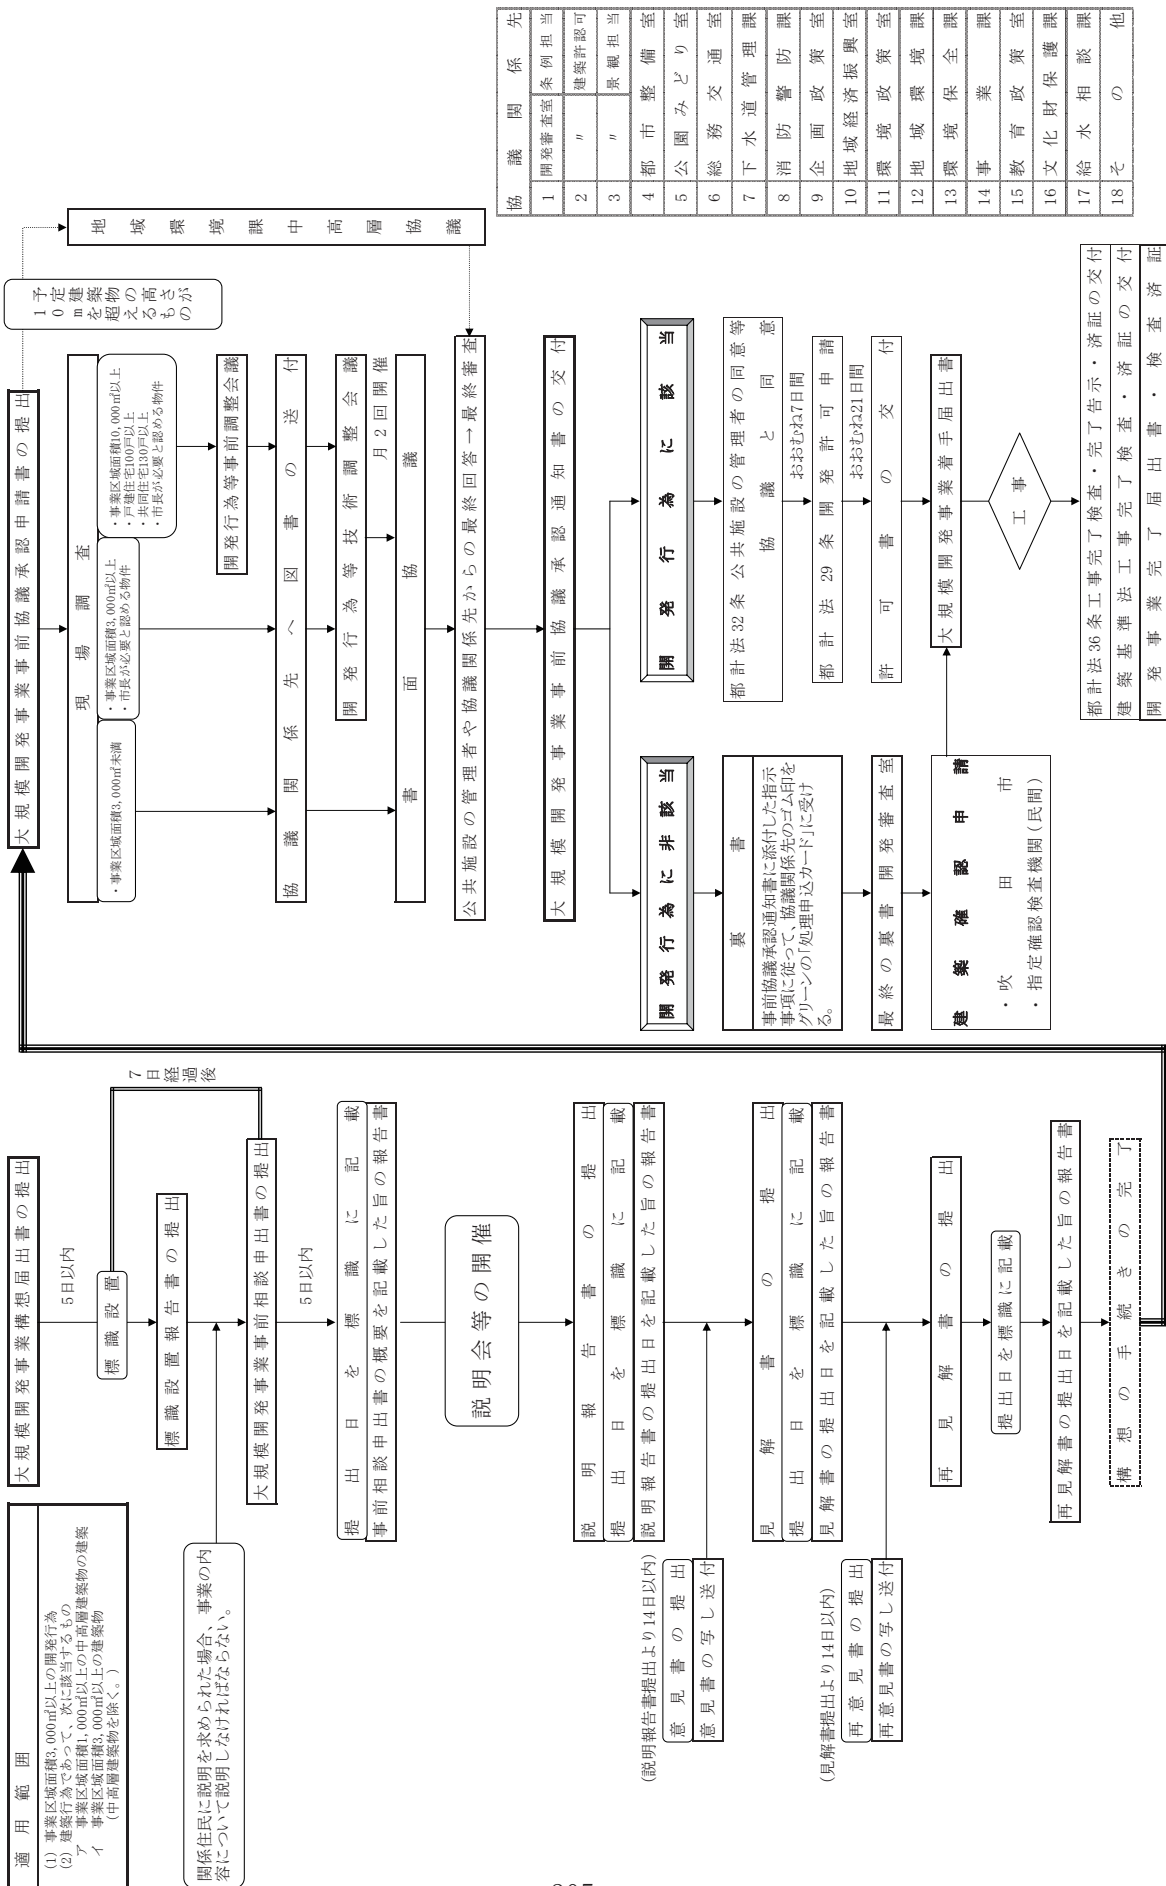 適用範囲
(1) 事業区域面積3,000㎡以上の開発行為
(2) 建築行為であって、次に該当するもの
ア 事業区域面積1,000㎡以上の中高層建築物の建築
イ 事業区域面積3,000㎡以上の建築物
(中高層建築物を除く。)
大規模開発事業構想届出書の提出
5日以内
標識設置
標識設置報告書の提出
7日経過後
関係住民に説明を求められた場合、事業の内
容について説明しなければならない。
大規模開発事業事前相談申出書の提出
5日以内
提出日を標識に記載
事前相談申出書の概要を記載した旨の報告書
説明会等の開催
説明報告書の提出
提出日を標識に記載
説明報告書の提出日を記載した旨の報告書
(説明報告書提出より14日以内)
意見書の提出
意見書の写し送付
見解書の提出
提出日を標識に記載
見解書の提出日を記載した旨の報告書
(見解書提出より14日以内)
再意見書の提出
再意見書の写し送付
再見解書の提出
提出日を標識に記載
再見解書の提出日を記載した旨の報告書
構想の手続きの完了
大規模開発事業事前協議承認申請書の提出
予定建築物の高さが
10mを超えるもの
地域環境課中高層協議
現場調査
・事業区域面積3,000㎡未満
・事業区域面積3,000㎡以上
・市長が必要と認める物件
・事業区域面積10,000㎡以上
・戸建住宅100戸以上
・共同住宅130戸以上
・市長が必要と認める物件
開発行為等事前調整会議
協議関係先へ図書の送付
開発行為等技術調整会議
月2回開催
書面協議
公共施設の管理者や協議関係先からの最終回答→最終審査
大規模開発事業事前協議承認通知書の交付
開発行為に非該当
裏書
事前協議承認通知書に添付した指示
事項に従って、協議関係先のゴム印を
グリーンの「処理申込カード」に受け
る。
最終の裏書 開発審査室
建築確認申請
・吹田市
・指定確認検査機関(民間)
開発行為に該当
都計法32条 公共施設の管理者の同意等
協議と同意
おおむね7日間
都計法29条開発許可申請
おおむね21日間
許可書の交付
大規模開発事業着手届出書
工事
都計法36条工事完了検査・完了告示・済証の交付
建築基準法工事完了検査・済証の交付
開発事業完了届出書・検査済証
協議関係先
1 開発審査室 条例担当
2 〃 建築許認可
3 〃 景観担当
4 都市整備室
5 公園みどり室
6 総務交通室
7 下水道管理課
8 消防警防課
9 企画政策室
10 地域経済振興室
11 環境政策室
12 地域環境課
13 環境保全課
14 事業課
15 教育政策室
16 文化財保護課
17 給水相談課
18 その他